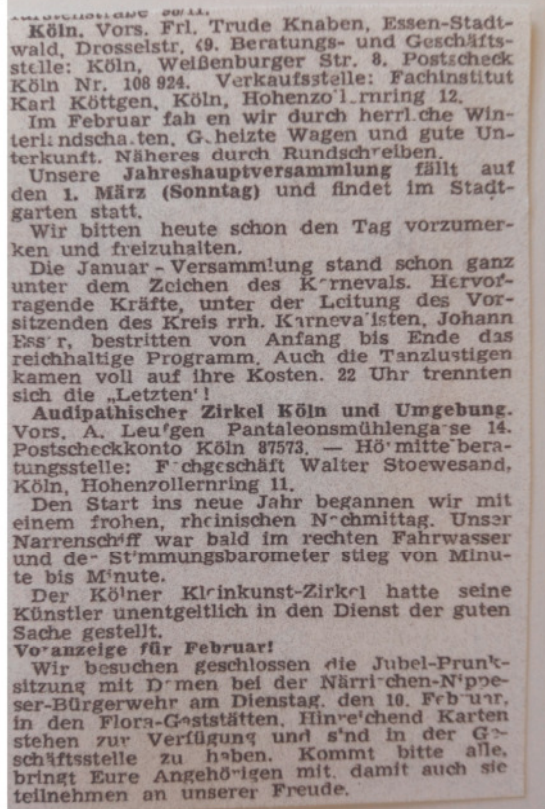 Köln. Vors. Frl. Trude Knaben, Essen-Stadt-
wald, Drosselstr. 69. Beratungs- und Geschäfts-
stelle: Köln, Weißenburger Str. 8. Postscheck
Köln Nr. 108 924. Verkaufsstelle: Fachinstitut
Karl Köttgen, Köln, Hohenzollernring 12.
Im Februar fahren wir durch herrliche Win-
terlandschaften. Geheizte Wagen und gute Un-
terkunft. Näheres durch Rundschreiben.
Unsere Jahreshauptversammlung fällt auf
den 1. März (Sonntag) und findet im Stadt-
garten statt.
Wir bitten heute schon den Tag vorzumer-
ken und freizuhalten.
Die Januar-Versammlung stand schon ganz
unter dem Zeichen des Karnevals. Hervor-
ragende Kräfte, unter der Leitung des Vor-
sitzenden des Kreis rrh. Karnevalisten, Johann
Esser, bestritten von Anfang bis Ende das
reichhaltige Programm. Auch die Tanzlustigen
kamen voll auf ihre Kosten. 22 Uhr trennten
sich die „Letzten"!
Audipathischer Zirkel Köln und Umgebung.
Vors. A. Leufgen Pantaleonsmühlengasse 14.
Postscheckkonto Köln 87573. — Hörmittelbera-
tungsstelle: Fachgeschäft Walter Stoewesand,
Köln, Hohenzollernring 11.
Den Start ins neue Jahr begannen wir mit
einem frohen, rheinischen Nachmittag. Unser
Narrenschiff war bald im rechten Fahrwasser
und der Stimmungsbarometer stieg von Minu-
te bis Minute.
Der Kölner Kleinkunst-Zirkel hatte seine
Künstler unentgeltlich in den Dienst der guten
Sache gestellt.
Voranzeige für Februar!
Wir besuchen geschlossen die Jubel-Prunk-
sitzung mit Damen bei der Närrischen-Nippe-
ser-Bürgerwehr am Dienstag, den 10. Februar,
in den Flora-Gaststätten. Hinreichend Karten
stehen zur Verfügung und sind in der Ge-
schäftsstelle zu haben. Kommt bitte alle,
bringt Eure Angehörigen mit, damit auch sie
teilnehmen an unserer Freude.